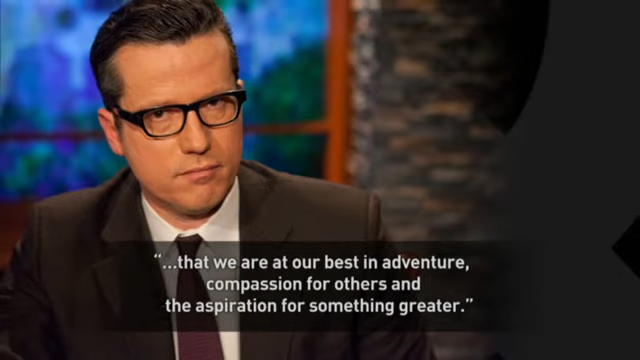 “...that we are at our best in adventure,
compassion for others and
the aspiration for something greater.”